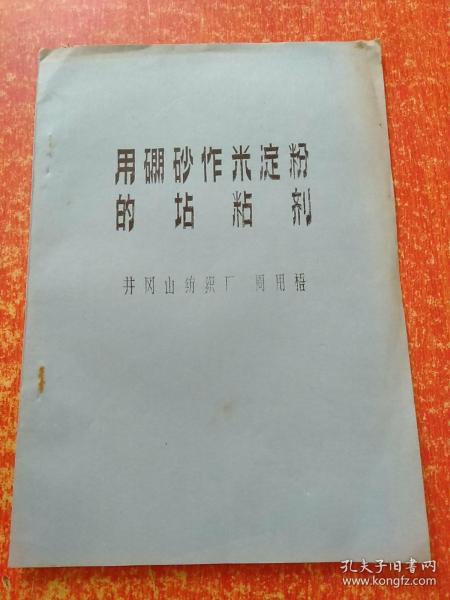 用硼砂作米淀粉
的坫粘剂
井冈山纺织厂 周用梧
孔夫子旧书网
www.kongfz.com